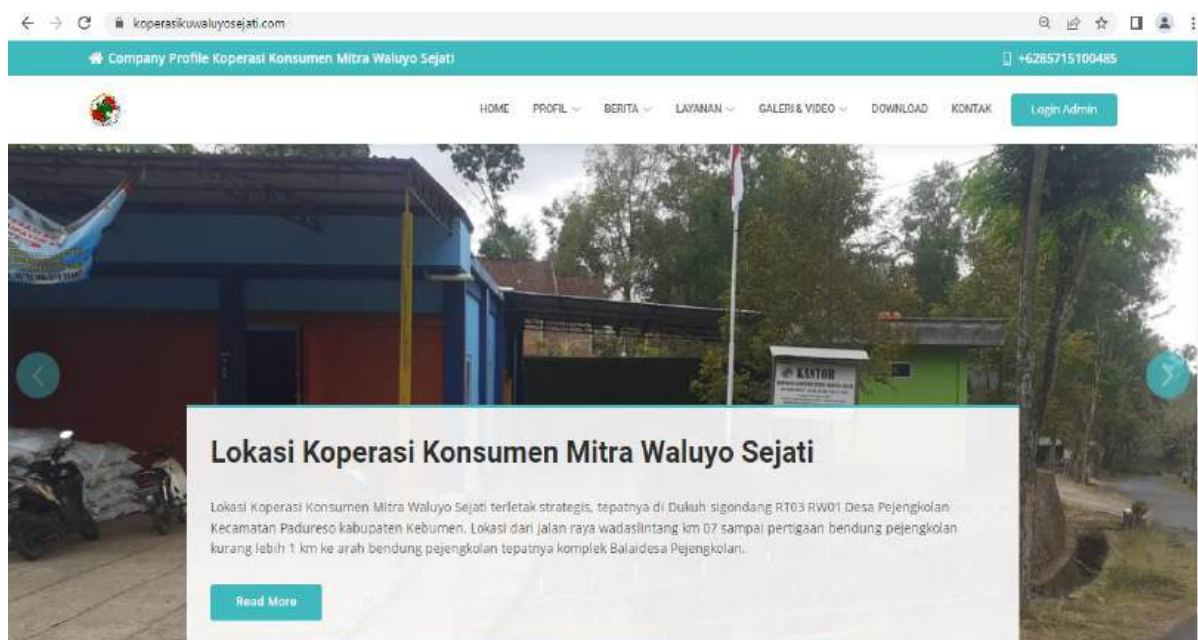 koperasikuwaluyosejati.com
Company Profile Koperasi Konsumen Mitra Waluyo Sejati
+6285715100485
HOME PROFIL BERITA LAYANAN GALERI & VIDEO DOWNLOAD KONTAK Login Admin
KANTOR
Lokasi Koperasi Konsumen Mitra Waluyo Sejati
Lokasi Koperasi Konsumen Mitra Waluyo Sejati terletak strategis, tepatnya di Dukuh sigondang RT03 RW01 Desa Pejengkolan
Kecamatan Padureso kabupaten Kebumen. Lokasi dari jalan raya wadaslintang km 07 sampai pertigaan bendung pejengkolan
kurang lebih 1 km ke arah bendung pejengkolan tepatnya komplek Balaidesa Pejengkolan.
Read More